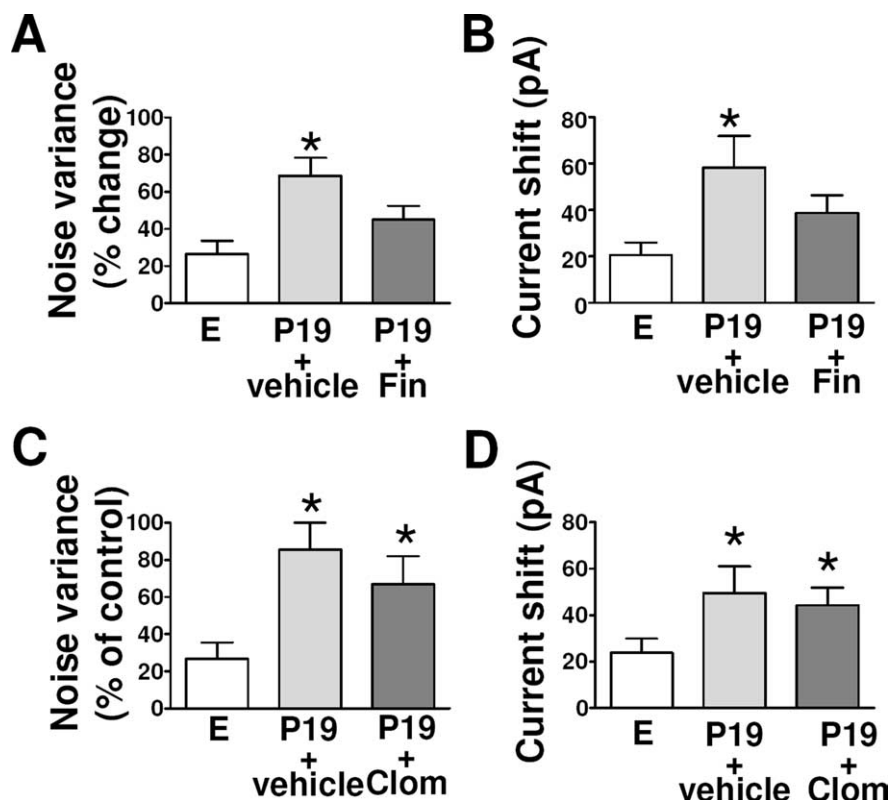 A
Noise variance
(% change)
100
80
60
40
20
0
*
E
P19
+
vehicle
P19
+
Fin
B
Current shift (pA)
80
60
40
20
0
*
E
P19
+
vehicle
P19
+
Fin
C
Noise variance
(% of control)
100
80
60
40
20
0
*
*
E
P19
+
vehicle
P19
+
Clom
D
Current shift (pA)
80
60
40
20
0
*
*
E
P19
+
vehicle
P19
+
Clom